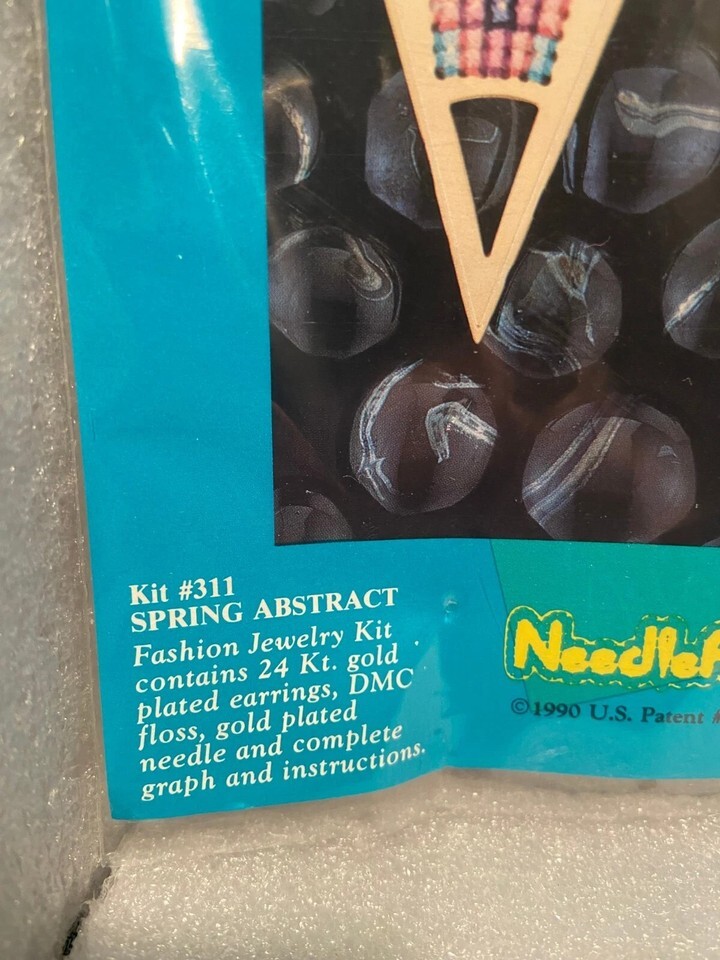 Kit #311
SPRING ABSTRACT
Fashion Jewelry Kit
contains 24 Kt. gold
plated earrings, DMC
floss, gold plated
needle and complete
graph and instructions.
Needle
©1990 U.S. Patent #